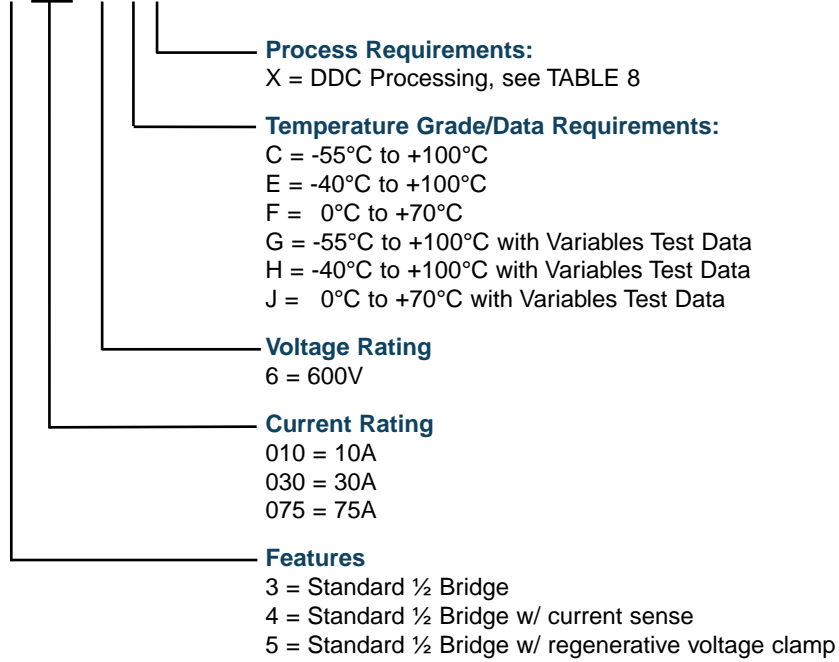 Process Requirements:
X = DDC Processing, see TABLE 8
Temperature Grade/Data Requirements:
C = -55°C to +100°C
E = -40°C to +100°C
F =   0°C to +70°C
G = -55°C to +100°C with Variables Test Data
H = -40°C to +100°C with Variables Test Data
J =   0°C to +70°C with Variables Test Data
Voltage Rating
6 = 600V
Current Rating
010 = 10A
030 = 30A
075 = 75A
Features
3 = Standard ½ Bridge
4 = Standard ½ Bridge w/ current sense
5 = Standard ½ Bridge w/ regenerative voltage clamp